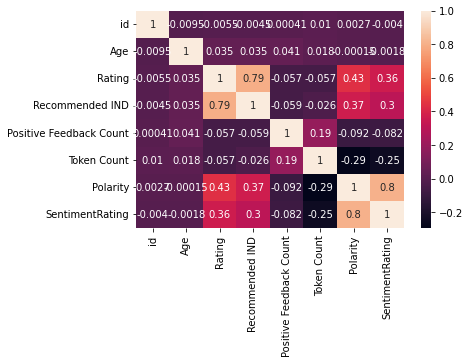 id 1 -0.0095 -0.0055 -0.0045 0.00041 0.01 0.0027 -0.004
Age -0.0095 1 0.035 0.035 0.041 0.018 -0.00015 -0.0018
Rating -0.0055 0.035 1 0.79 -0.057 -0.057 0.43 0.36
Recommended IND -0.0045 0.035 0.79 1 -0.059 -0.026 0.37 0.3
Positive Feedback Count 0.00041 0.041 -0.057 -0.059 1 0.19 -0.092 -0.082
Token Count 0.01 0.018 -0.057 -0.026 0.19 1 -0.29 -0.25
Polarity 0.0027 -0.00015 0.43 0.37 -0.092 -0.29 1 0.8
SentimentRating -0.004 -0.0018 0.36 0.3 -0.082 -0.25 0.8 1
id
Age
Rating
Recommended IND
Positive Feedback Count
Token Count
Polarity
SentimentRating
1.0
0.8
0.6
0.4
0.2
0.0
−0.2